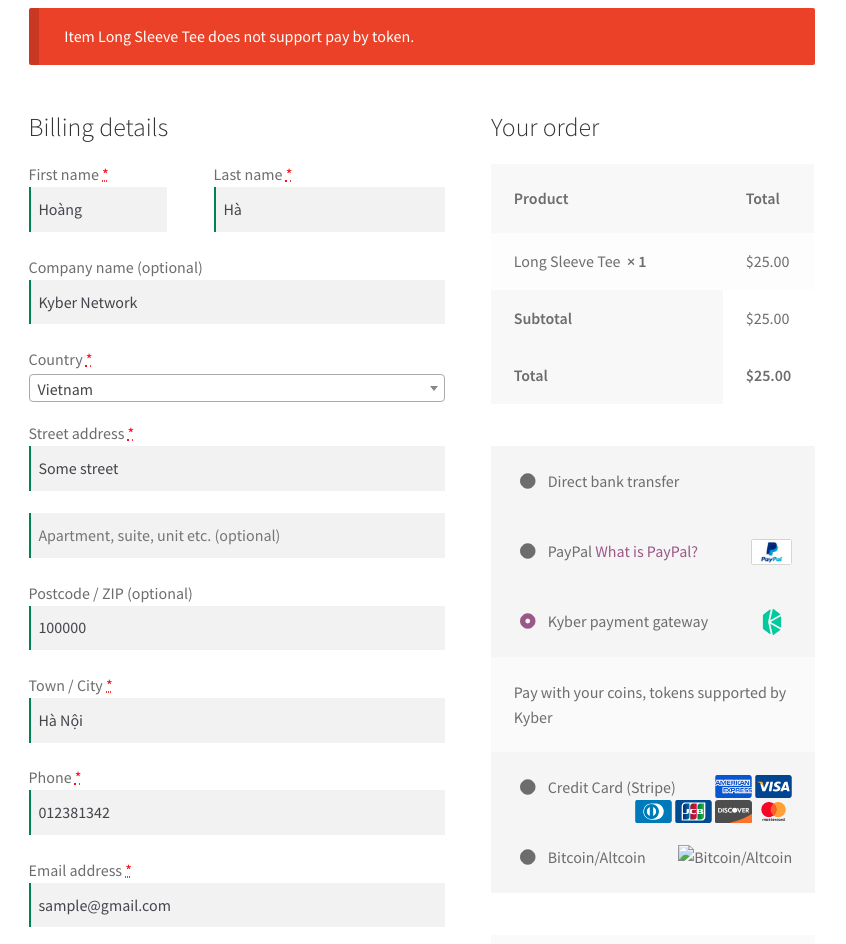 Item Long Sleeve Tee does not support pay by token.
Billing details
First name *
Last name *
Hoàng
Hà
Company name (optional)
Kyber Network
Country *
Vietnam
Street address *
Some street
Apartment, suite, unit etc. (optional)
Postcode / ZIP (optional)
100000
Town / City *
Hà Nội
Phone *
012381342
Email address *
sample@gmail.com
Your order
Product Total
Long Sleeve Tee × 1 $25.00
Subtotal $25.00
Total $25.00
Direct bank transfer
PayPal What is PayPal? PayPal
Kyber payment gateway
Pay with your coins, tokens supported by
Kyber
Credit Card (Stripe) AMERICAN EXPRESS VISA
JCB DISCOVER mastercard
Bitcoin/Altcoin Bitcoin/Altcoin